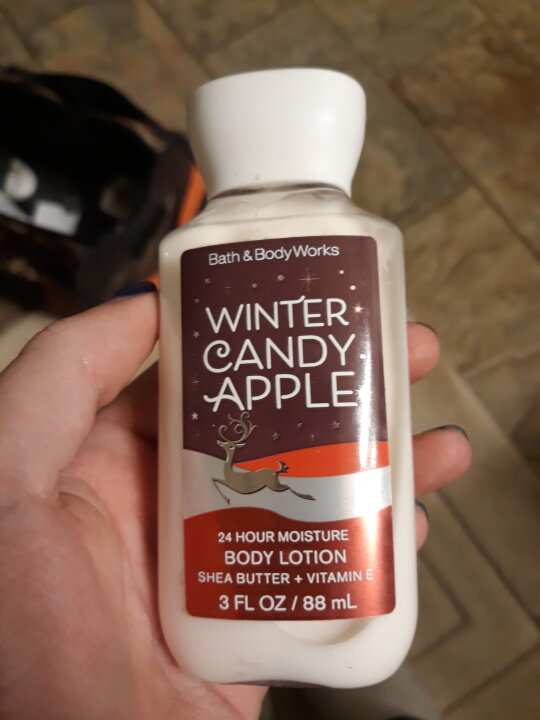 Bath & Body Works
WINTER
CANDY
APPLE
24 HOUR MOISTURE
BODY LOTION
SHEA BUTTER + VITAMIN E
3 FL OZ / 88 mL